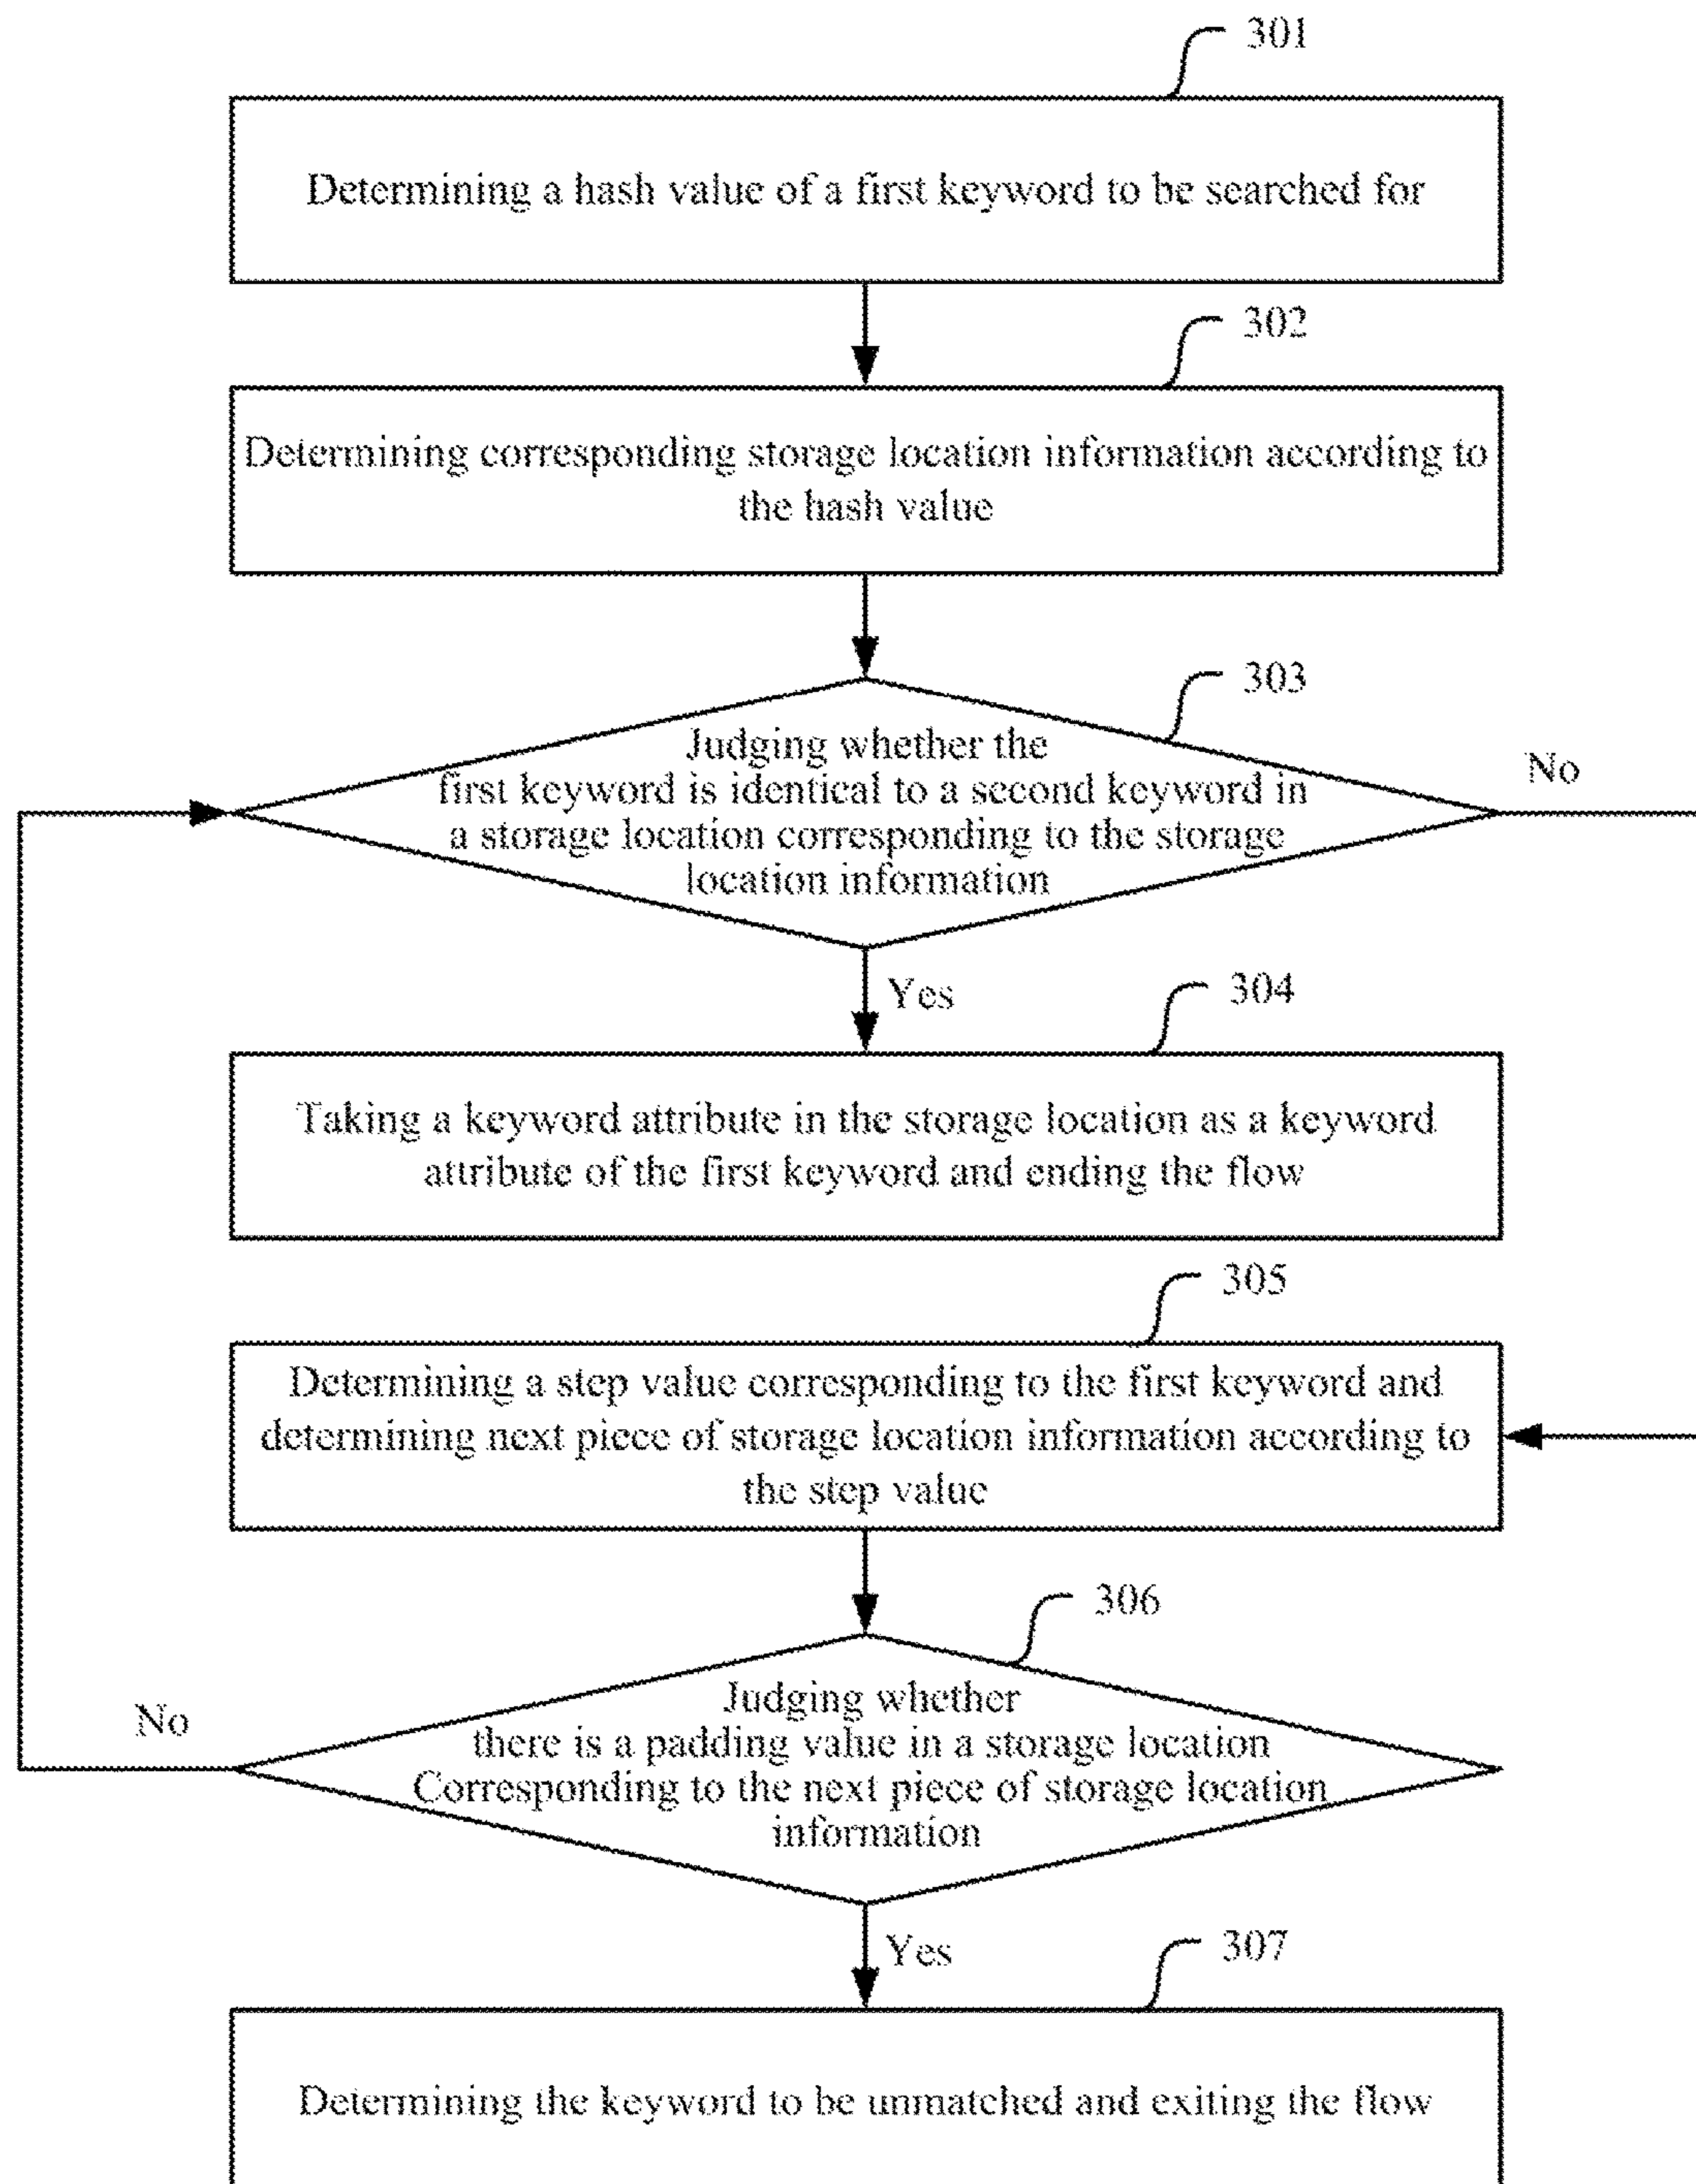 301
Determining a hash value of a first keyword to be searched for
302
Determining corresponding storage location information according to
the hash value
303
Judging whether the
first keyword is identical to a second keyword in
a storage location corresponding to the storage
location information
No
Yes
304
Taking a keyword attribute in the storage location as a keyword
attribute of the first keyword and ending the flow
305
Determining a step value corresponding to the first keyword and
determining next piece of storage location information according to
the step value
306
Judging whether
there is a padding value in a storage location
Corresponding to the next piece of storage location
information
No
Yes
307
Determining the keyword to be unmatched and exiting the flow